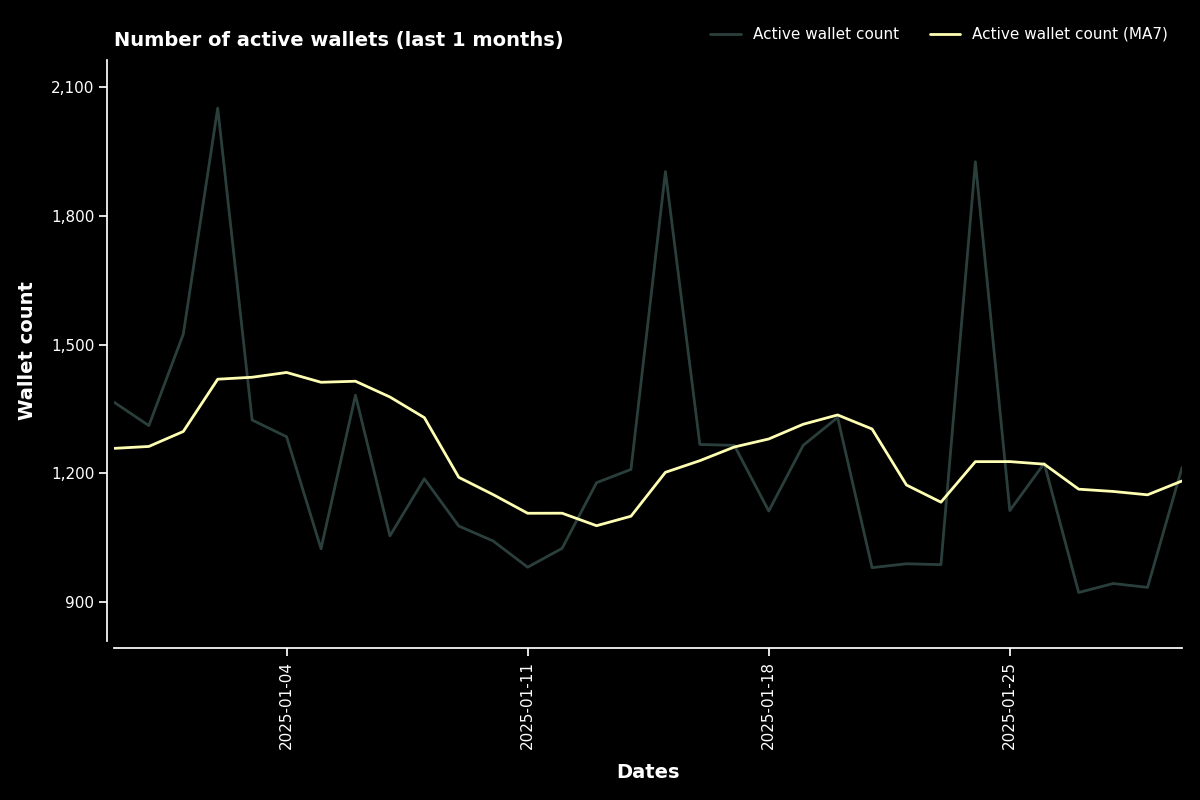 Number of active wallets (last 1 months)
Active wallet count
Active wallet count (MA7)
2,100
1,800
1,500
1,200
900
Wallet count
2025-01-04
2025-01-11
2025-01-18
2025-01-25
Dates